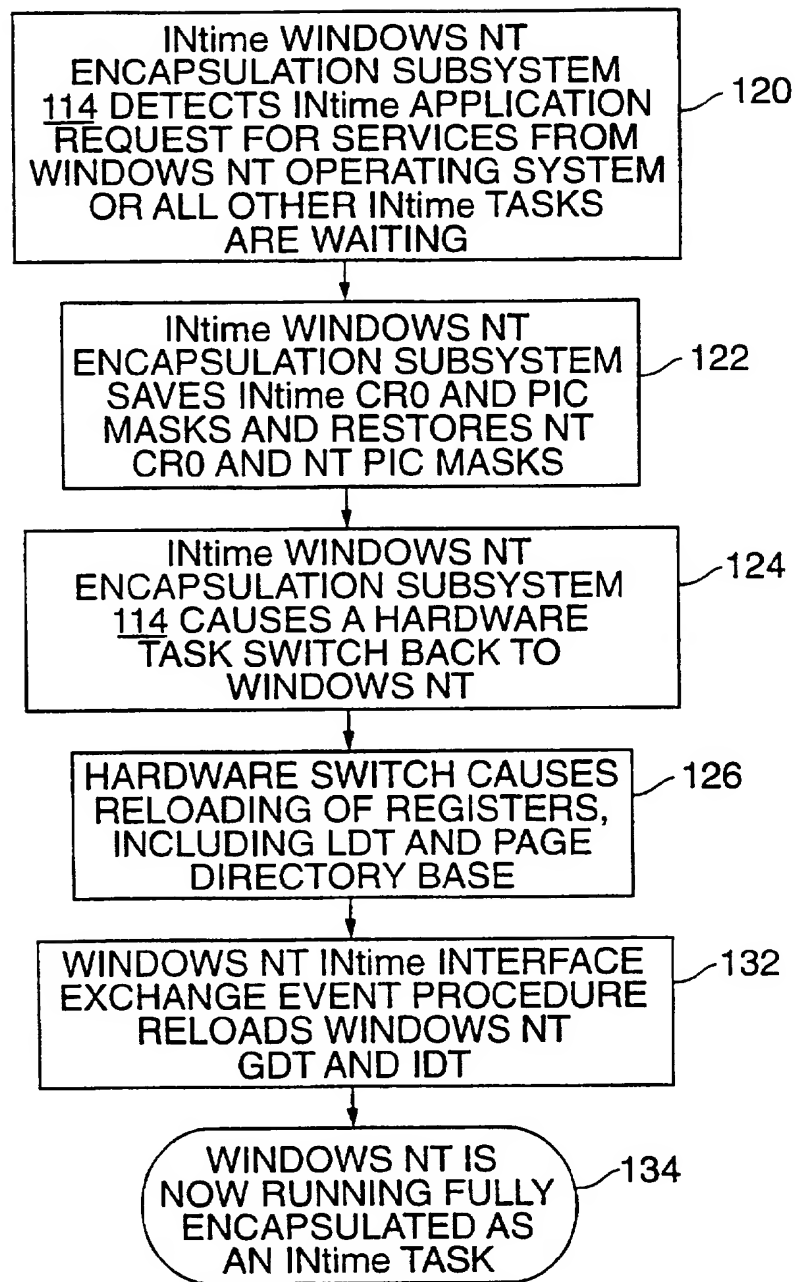 INtime WINDOWS NT
ENCAPSULATION SUBSYSTEM
114 DETECTS INtime APPLICATION
REQUEST FOR SERVICES FROM
WINDOWS NT OPERATING SYSTEM
OR ALL OTHER INtime TASKS
ARE WAITING
120
INtime WINDOWS NT
ENCAPSULATION SUBSYSTEM
SAVES INtime CR0 AND PIC
MASKS AND RESTORES NT
CR0 AND NT PIC MASKS
122
INtime WINDOWS NT
ENCAPSULATION SUBSYSTEM
114 CAUSES A HARDWARE
TASK SWITCH BACK TO
WINDOWS NT
124
HARDWARE SWITCH CAUSES
RELOADING OF REGISTERS,
INCLUDING LDT AND PAGE
DIRECTORY BASE
126
WINDOWS NT INtime INTERFACE
EXCHANGE EVENT PROCEDURE
RELOADS WINDOWS NT
GDT AND IDT
132
WINDOWS NT IS
NOW RUNNING FULLY
ENCAPSULATED AS
AN INtime TASK
134